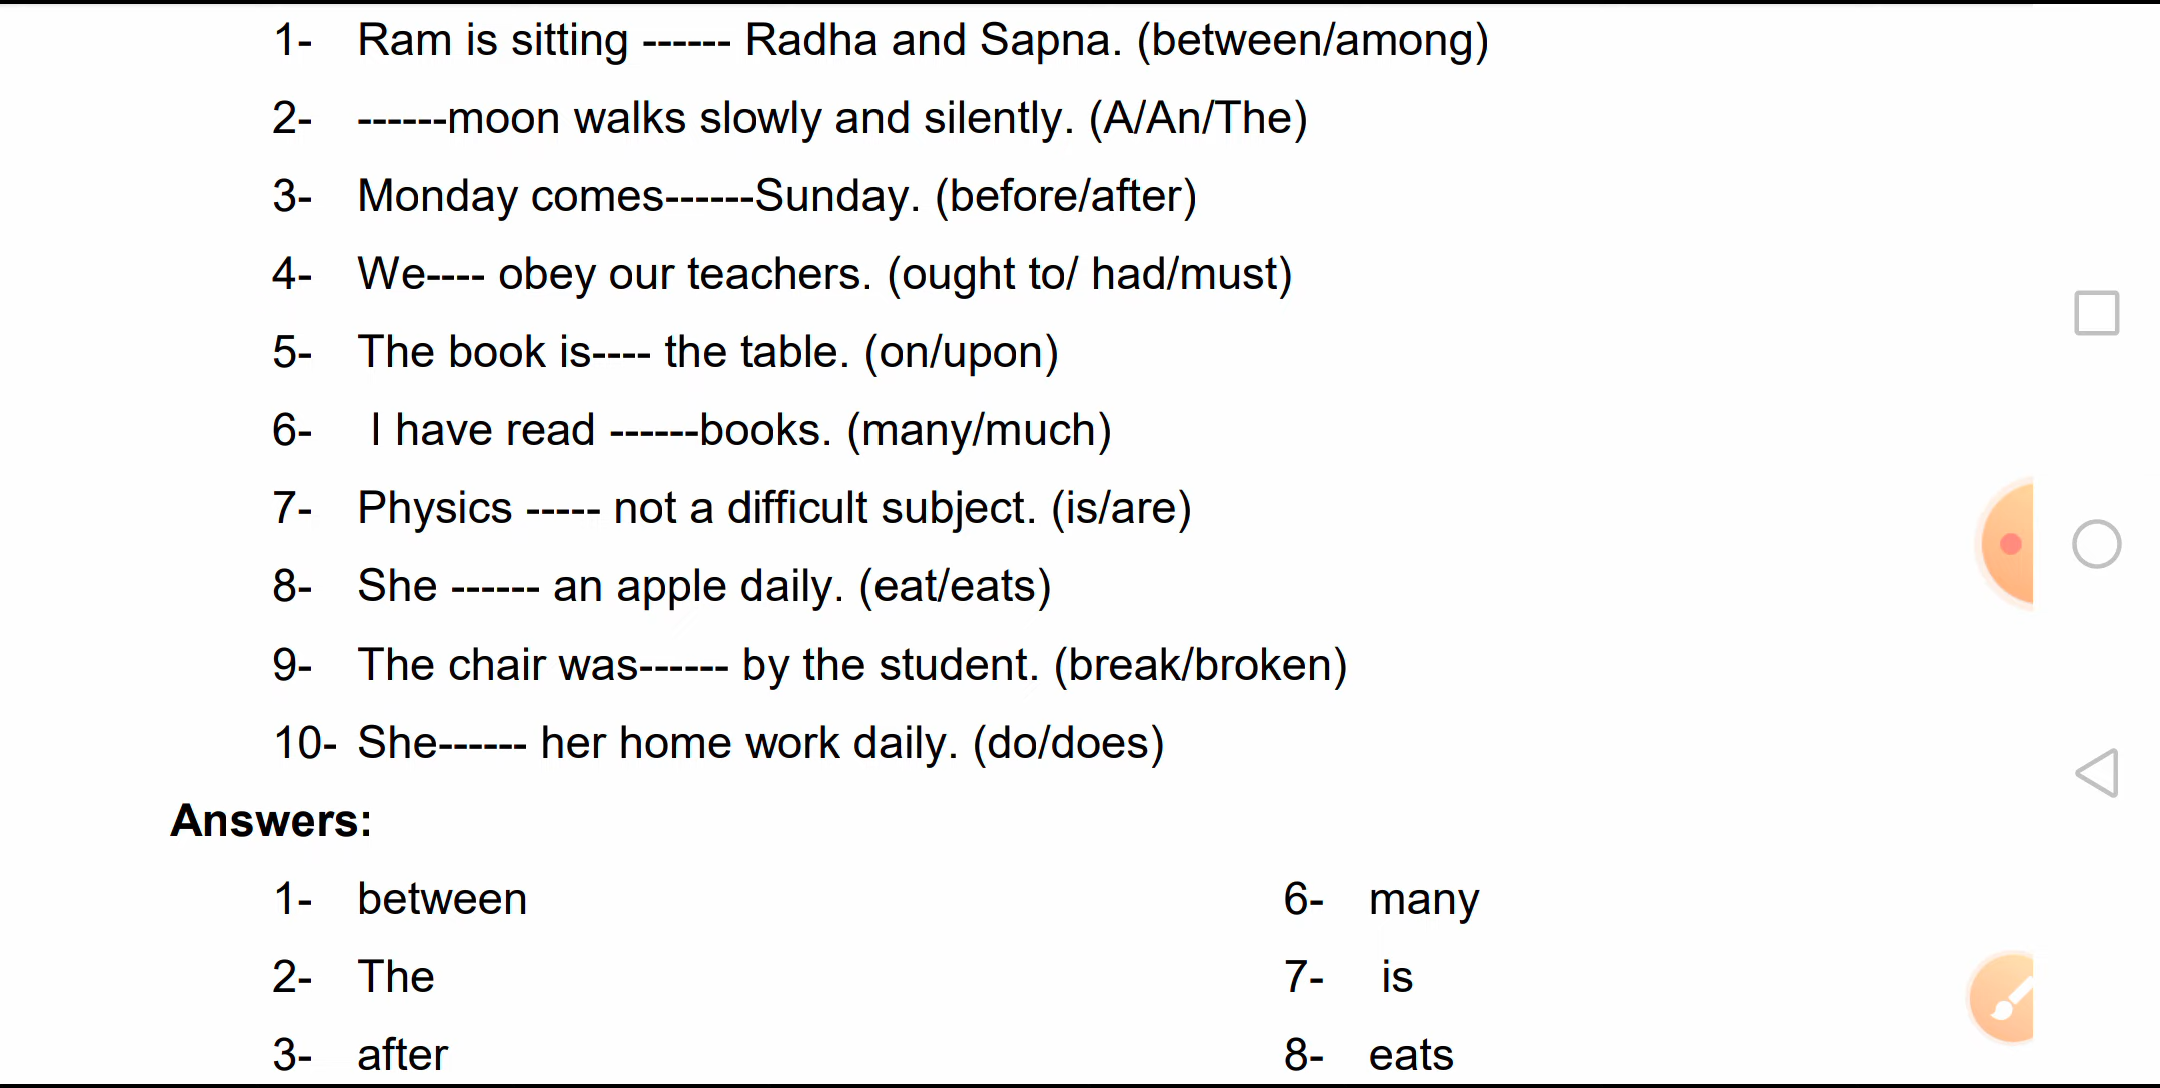 1- Ram is sitting ------ Radha and Sapna. (between/among)
2- ------moon walks slowly and silently. (A/An/The)
3- Monday comes------Sunday. (before/after)
4- We---- obey our teachers. (ought to/ had/must)
5- The book is---- the table. (on/upon)
6- I have read ------books. (many/much)
7- Physics ----- not a difficult subject. (is/are)
8- She ------ an apple daily. (eat/eats)
9- The chair was------ by the student. (break/broken)
10- She------ her home work daily. (do/does)
Answers:
1- between 6- many
2- The 7- is
3- after 8- eats